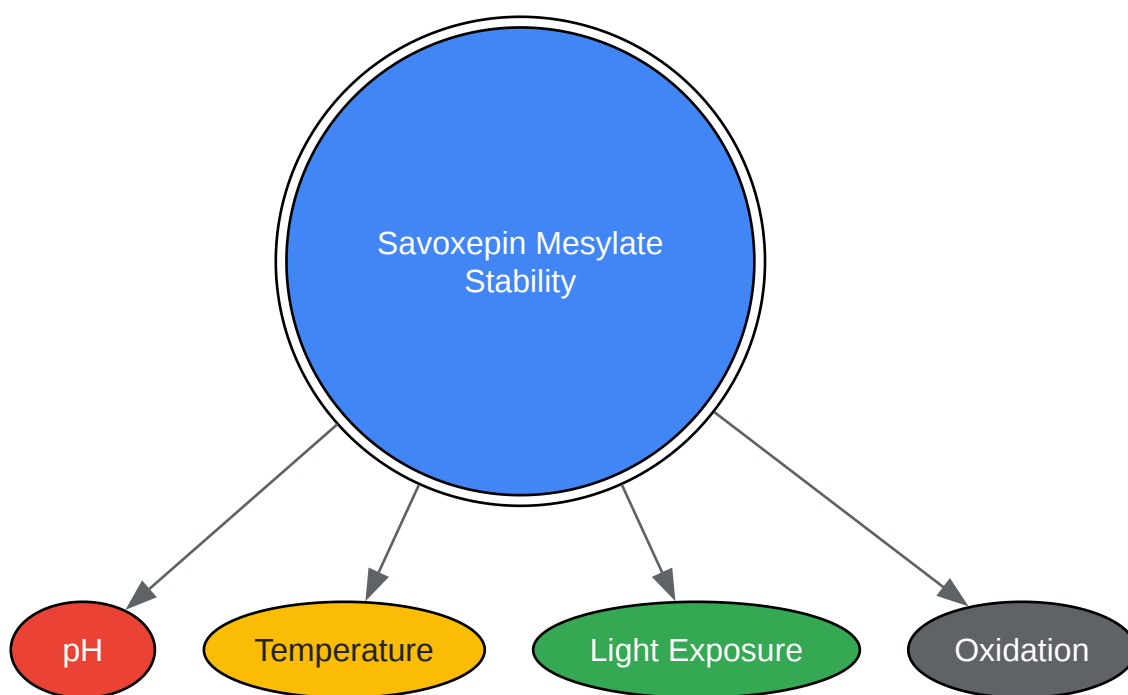 Savoxepin Mesylate
Stability
pH
Temperature
Light Exposure
Oxidation